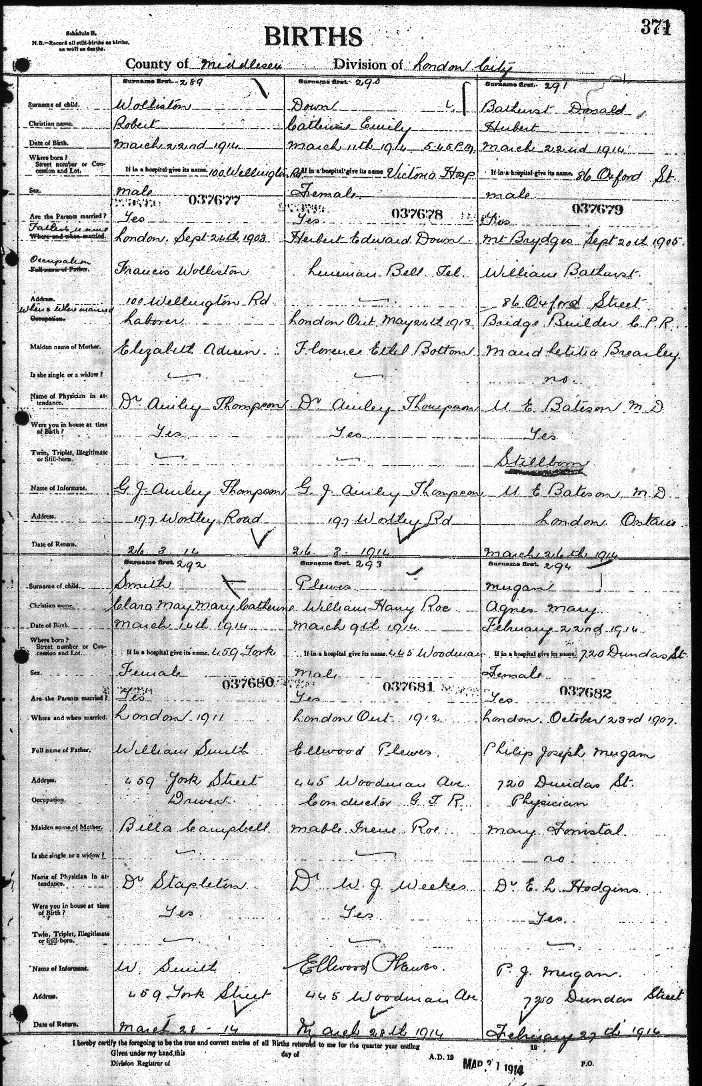 Schedule B.
371
N.B.—Record all still-births as births,
as well as deaths.
BIRTHS
County of Middlesex Division of London City
Surname first. 289 Surname first. 290 Surname first. 291
Surname of child. Wolliston Down Bathurst Donald
Christian name. Robert Catherine Emily Hubert
Date of Birth. March 22nd 1914 March 11th 1914 5.45 P.M. March 22nd 1914
Where born?
Street number or Con-
cession and Lot. If in a hospital give its name. 100 Wellington Rd If in a hospital give its name Victoria Hosp If in a hospital give its name. 86 Oxford St
Sex. male Female male
037677 037678 037679
Are the Parents married? Yes Yes Yes
Father's name
Where and when married. London, Sept 26th 1903 Herbert Edward Down Mt Brydges Sept 20th 1905
Occupation
Full name of Father. Francis Wolliston Lineman Bell Tel. William Bathurst
Address. 100 Wellington Rd 86 Oxford Street
Where & when married
Occupation. Laborer London Ont May 24th 1913 Bridge Builder C.P.R.
Maiden name of Mother. Elizabeth Florence Ethel Bottom Maud Letitia Brearley
Is she single or a widow? no.
Name of Physician in at-
tendance. Dr Auiley Thompson Dr Auiley Thompson U E Bateson M D
Were you in house at time
of Birth? Yes Yes Yes
Twin, Triplet, Illegitimate
or Still-born. Stillborn
Name of Informant. G J Auiley Thompson G J Auiley Thompson U E Bateson, M.D
Address. 197 Wortley Road 197 Wortley Rd London Ontario
Date of Return. 26 3 14 26 3 1914 March 26th 1914
Surname first. 292 Surname first. 293 Surname first. 294
Surname of child. Smith Plewes Mugan
Christian name. Clara May Mary Catherine William Harry Roe Agnes Mary
Date of Birth. March 14th 1914 March 9th 1914 February 22nd 1914
Where born?
Street number or Con-
cession and Lot. If in a hospital give its name. 459 York If in a hospital give its name. 445 Woodman If in a hospital give its name. 720 Dundas St
Sex. Female Male Female
037680 037681 037682
Are the Parents married? Yes Yes Yes
Where and when married. London 1911 London Ont 1912 London. October 23rd 1907.
Full name of Father. William Smith Ellwood Plewes Philip Joseph Mugan
Address. 459 York Street 445 Woodman Ave 720 Dundas St.
Occupation. Driver Conductor G.T.R. Physician
Maiden name of Mother. Bella Campbell Mable Irene Roe Mary
Is she single or a widow? no
Name of Physician in at-
tendance. Dr Stapleton Dr W. J Weekes Dr E. L. Hodgins
Were you in house at time
of Birth? Yes Yes Yes.
Twin, Triplet, Illegitimate
or Still-born.
Name of Informant. W. Smith Ellwood Plewes P. J. Mugan.
Address. 459 York Street 445 Woodman Ave 720 Dundas Street
Date of Return. March 28 - 14 March 28th 1914 February 27th 1914
I hereby certify the foregoing to be the true and correct entries of all Births returned to me for the quarter year ending 19
Given under my hand, this day of A.D. 19 MAR 31 1914
Division Registrar of P.O.